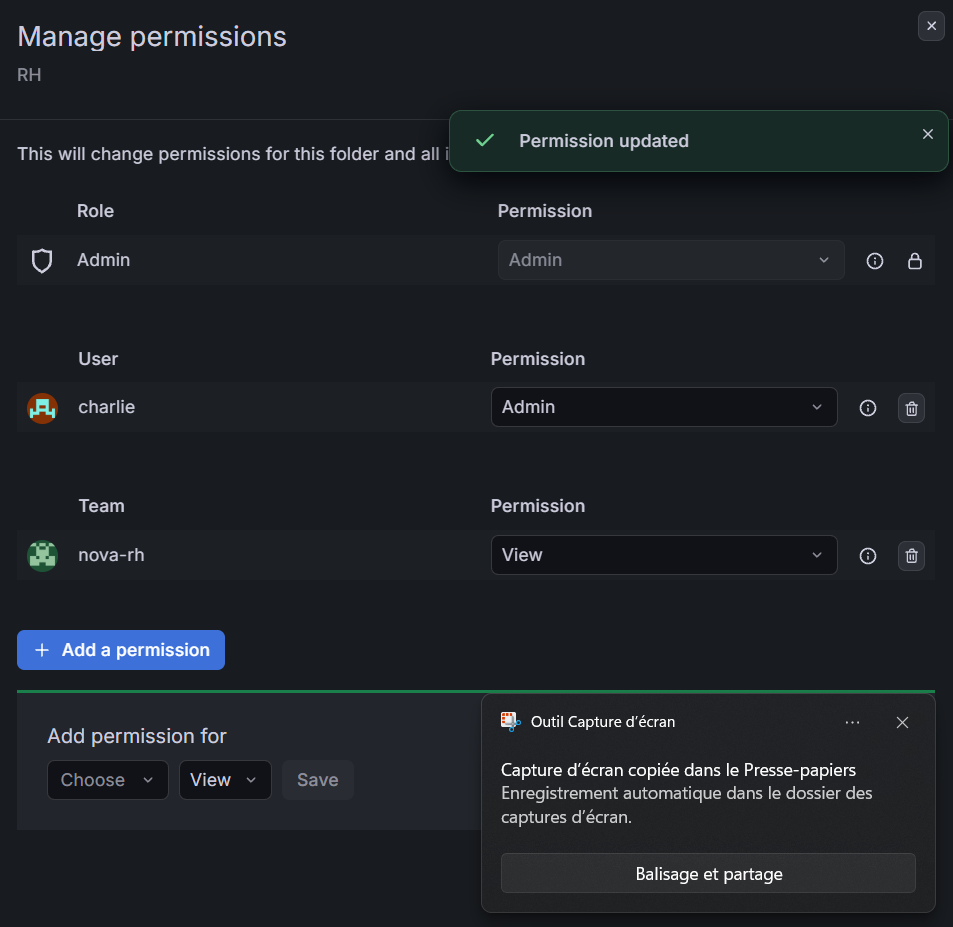 Manage permissions
RH
Permission updated
This will change permissions for this folder and all i
Role Permission
Admin Admin
User Permission
charlie Admin
Team Permission
nova-rh View
Add a permission
Add permission for
Choose View Save
Outil Capture d’écran
Capture d’écran copiée dans le Presse-papiers
Enregistrement automatique dans le dossier des
captures d’écran.
Balisage et partage